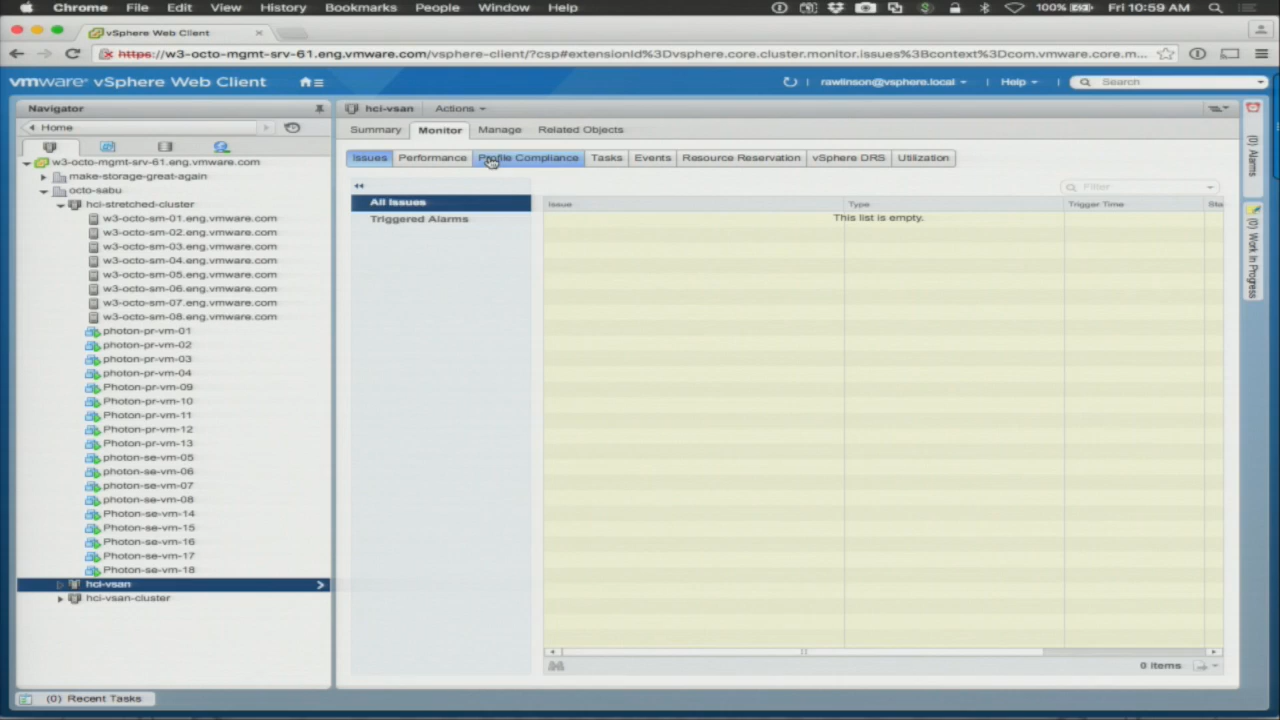 Chrome File Edit View History Bookmarks People Window Help 100% Fri 10:59 AM
vSphere Web Client
https://w3-octo-mgmt-srv-61.eng.vmware.com/vsphere-client/?csp#extensionId%3Dvsphere.core.cluster.monitor.issues%3Bcontext%3Dcom.vmware.core.m...
vmware® vSphere Web Client rawlinson@vsphere.local Help Search
Navigator hci-vsan Actions
Home Summary Monitor Manage Related Objects
Issues Performance Profile Compliance Tasks Events Resource Reservation vSphere DRS Utilization
w3-octo-mgmt-srv-61.eng.vmware.com
make-storage-great-again
octo-sabu
hci-stretched-cluster
w3-octo-sm-01.eng.vmware.com
w3-octo-sm-02.eng.vmware.com
w3-octo-sm-03.eng.vmware.com
w3-octo-sm-04.eng.vmware.com
w3-octo-sm-05.eng.vmware.com
w3-octo-sm-06.eng.vmware.com
w3-octo-sm-07.eng.vmware.com
w3-octo-sm-08.eng.vmware.com
photon-pr-vm-01
photon-pr-vm-02
photon-pr-vm-03
photon-pr-vm-04
Photon-pr-vm-09
Photon-pr-vm-10
Photon-pr-vm-11
Photon-pr-vm-12
Photon-pr-vm-13
photon-se-vm-05
photon-se-vm-06
photon-se-vm-07
photon-se-vm-08
Photon-se-vm-14
Photon-se-vm-15
Photon-se-vm-16
Photon-se-vm-17
Photon-se-vm-18
hci-vsan
hci-vsan-cluster
All Issues
Triggered Alarms
Filter
Issue Type Trigger Time Sta
This list is empty.
0 items
(0) Alarms
(0) Work In Progress
(0) Recent Tasks